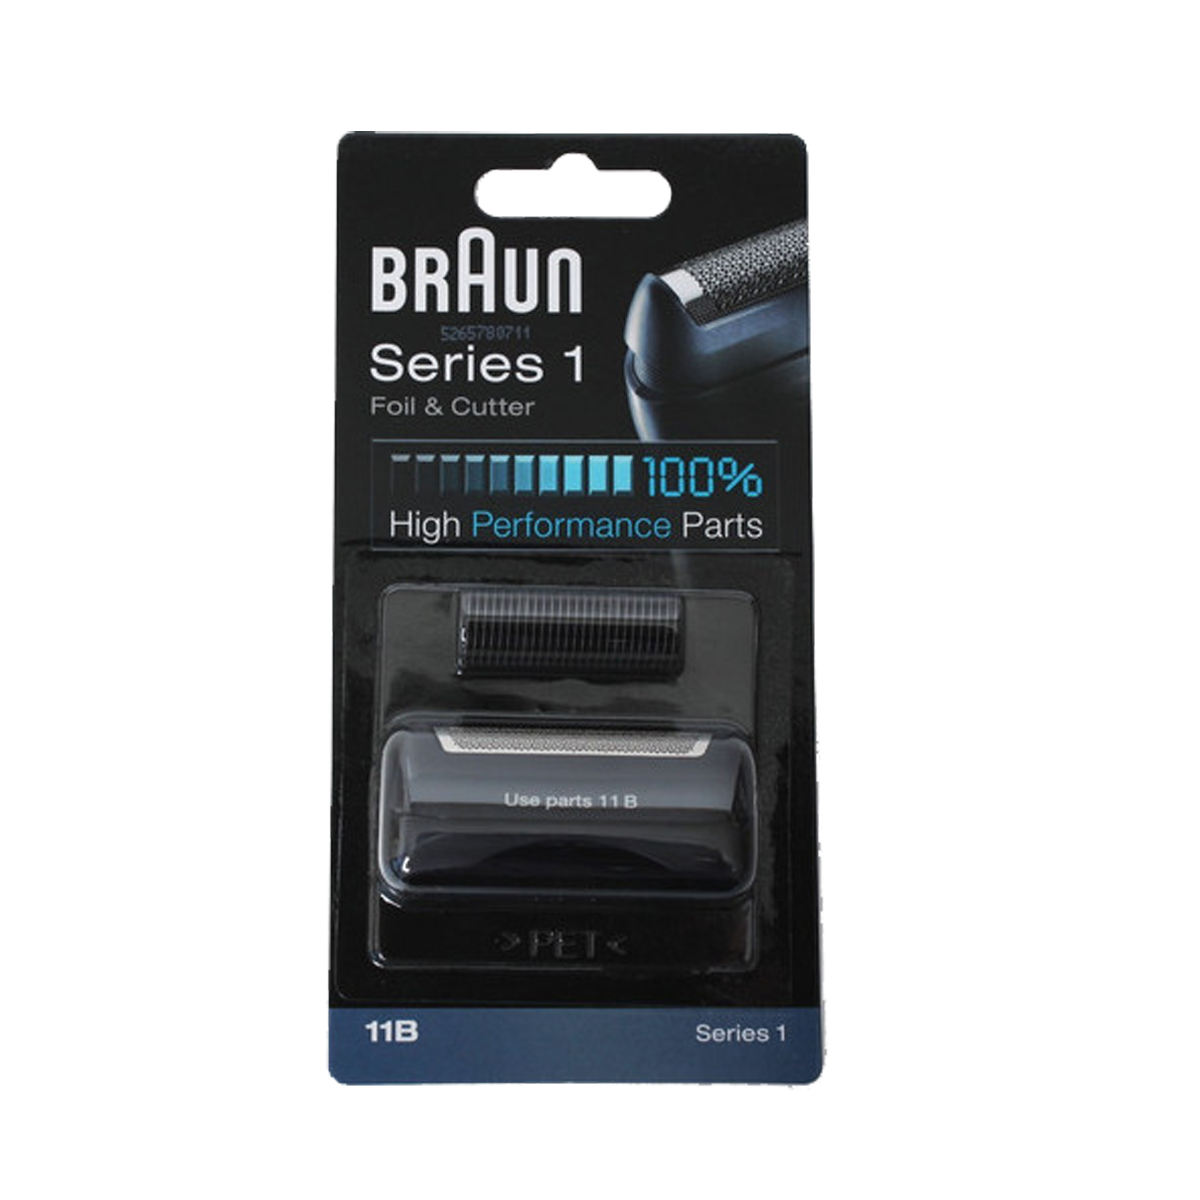 BRAUN
5265780711
Series 1
Foil & Cutter
100%
High Performance Parts
Use parts 11 B
>PET<
11B
Series 1